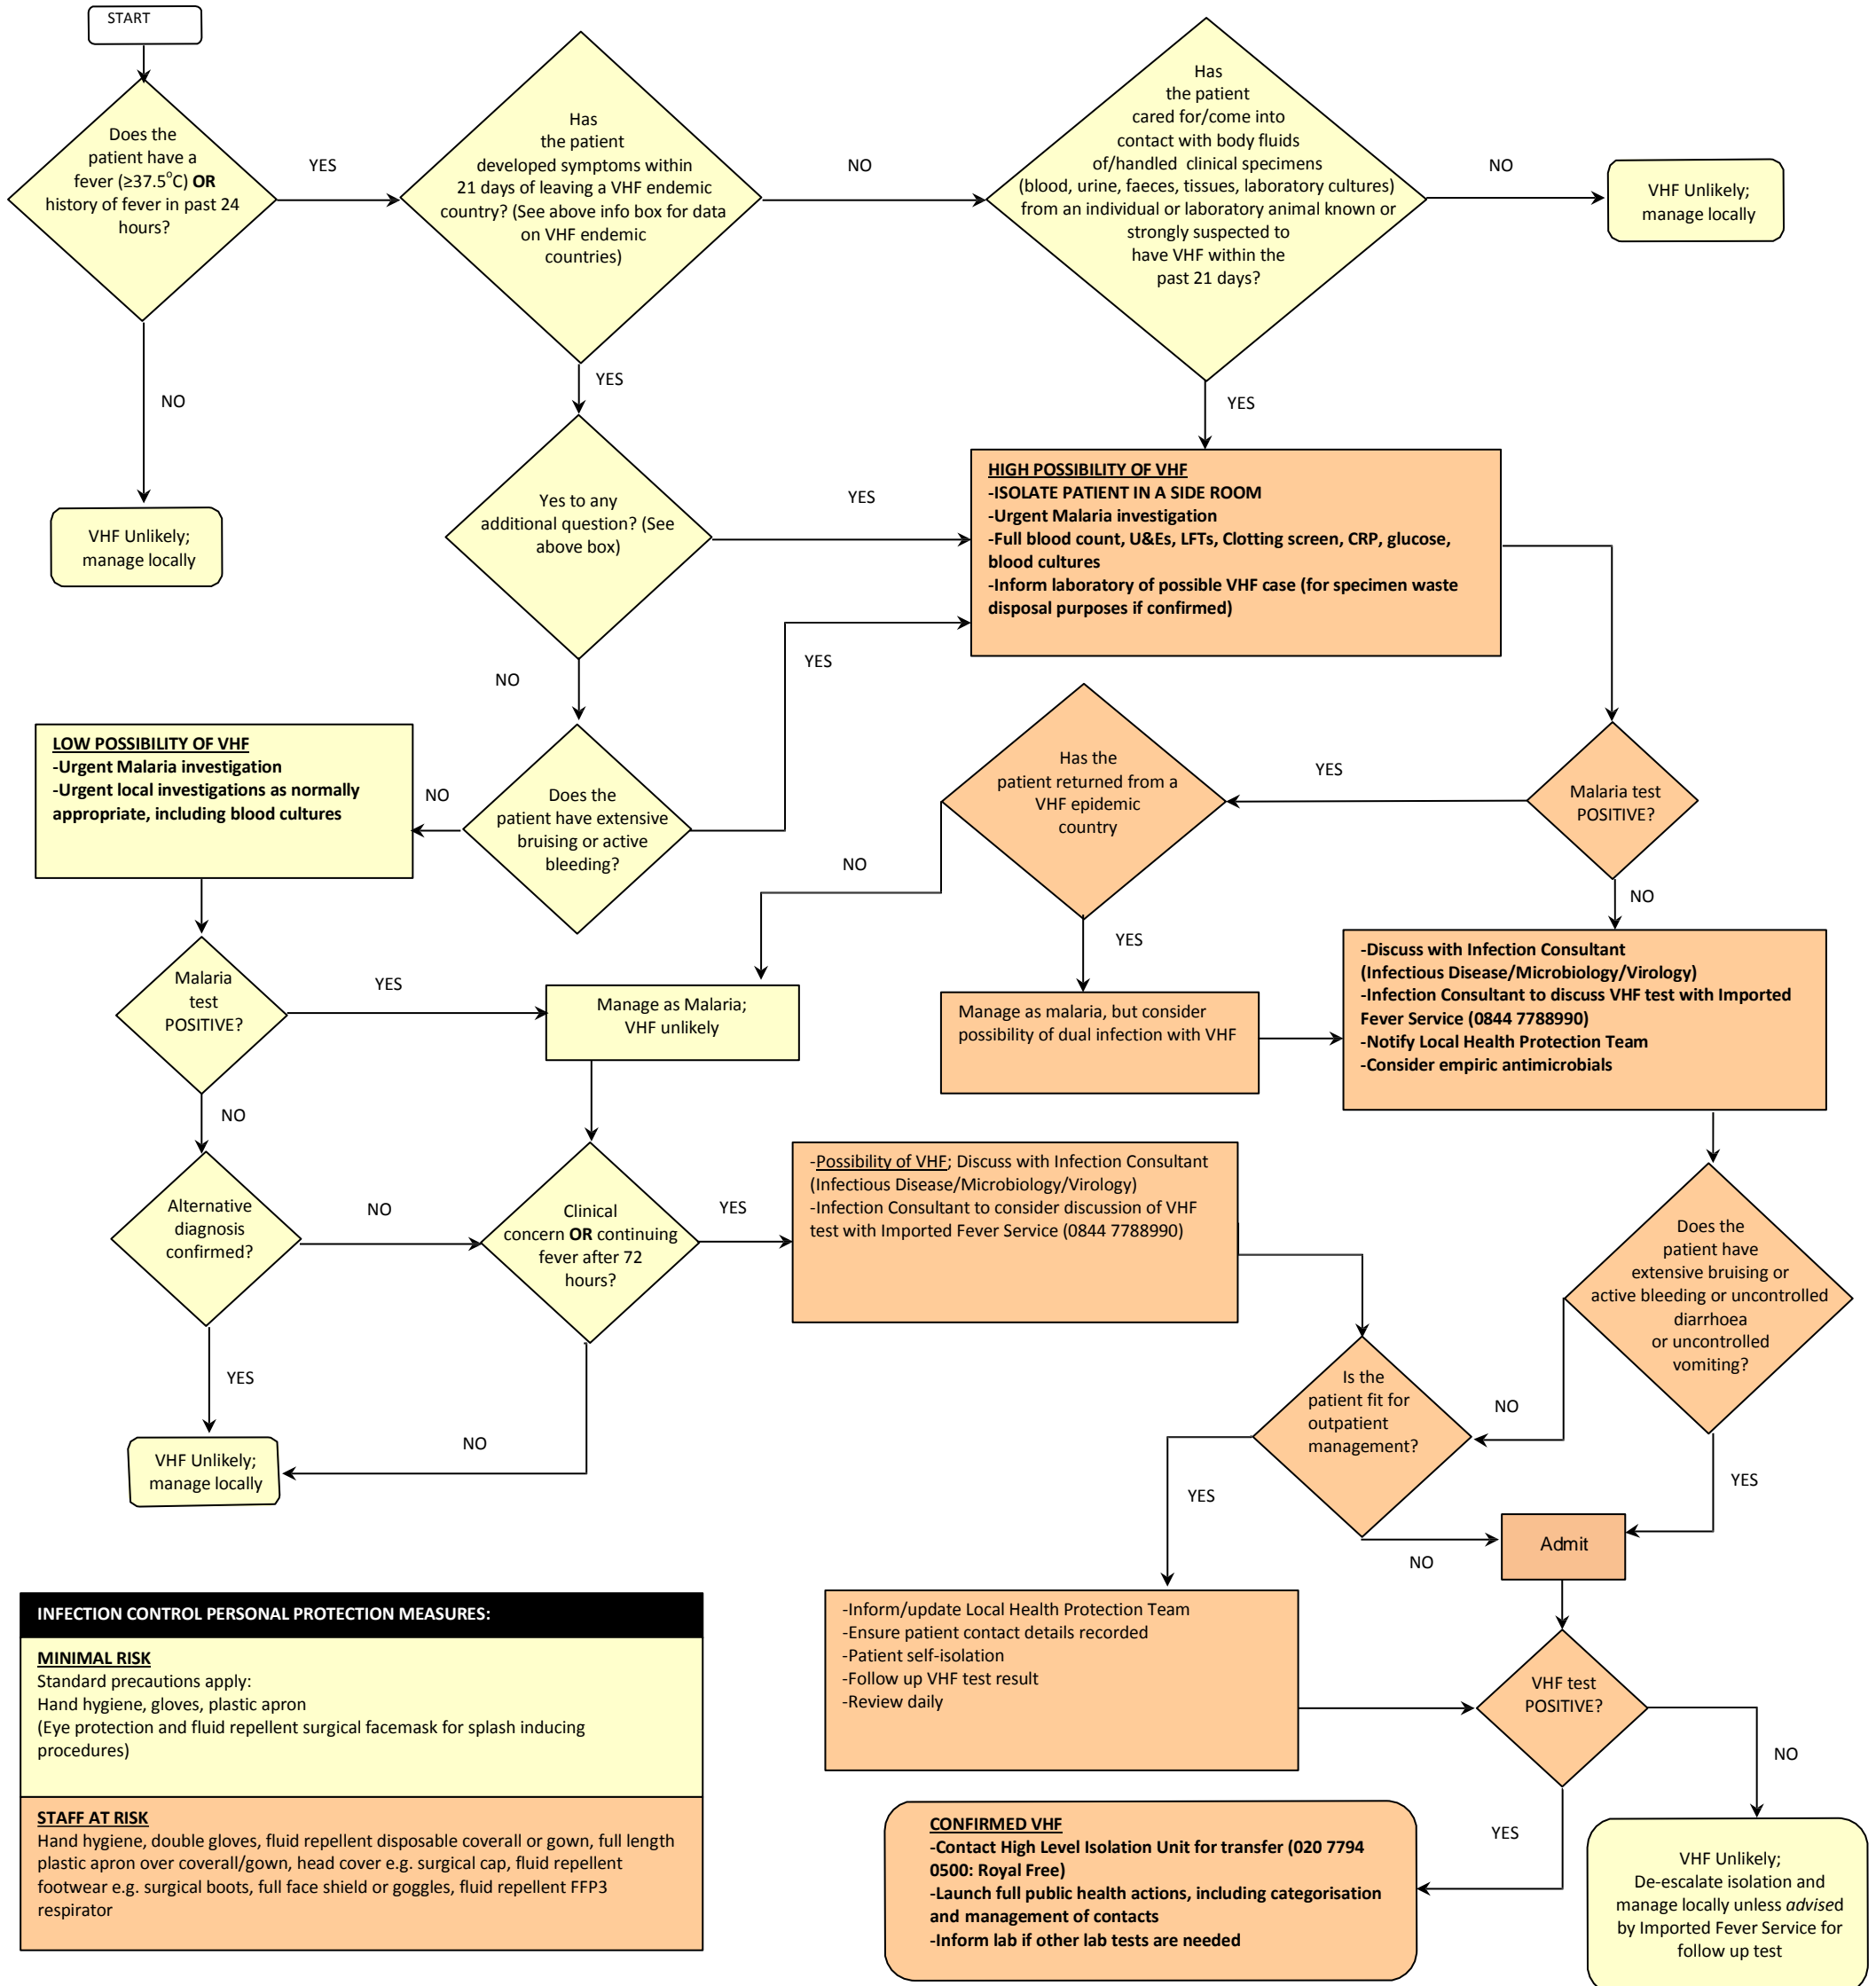 START
Does the
patient have a
fever (≥37.5°C) OR
history of fever in past 24
hours?
YES
NO
VHF Unlikely;
manage locally
Has
the patient
developed symptoms within
21 days of leaving a VHF endemic
country? (See above info box for data
on VHF endemic
countries)
NO
YES
Has
the patient
cared for/come into
contact with body fluids
of/handled clinical specimens
(blood, urine, faeces, tissues, laboratory cultures)
from an individual or laboratory animal known or
strongly suspected to
have VHF within the
past 21 days?
NO
VHF Unlikely;
manage locally
YES
Yes to any
additional question? (See
above box)
YES
NO
HIGH POSSIBILITY OF VHF
-ISOLATE PATIENT IN A SIDE ROOM
-Urgent Malaria investigation
-Full blood count, U&Es, LFTs, Clotting screen, CRP, glucose,
blood cultures
-Inform laboratory of possible VHF case (for specimen waste
disposal purposes if confirmed)
Does the
patient have extensive
bruising or active
bleeding?
YES
NO
LOW POSSIBILITY OF VHF
-Urgent Malaria investigation
-Urgent local investigations as normally
appropriate, including blood cultures
Malaria test
POSITIVE?
YES
NO
Has the
patient returned from a
VHF epidemic
country
NO
YES
Manage as malaria, but consider
possibility of dual infection with VHF
-Discuss with Infection Consultant
(Infectious Disease/Microbiology/Virology)
-Infection Consultant to discuss VHF test with Imported
Fever Service (0844 7788990)
-Notify Local Health Protection Team
-Consider empiric antimicrobials
Malaria
test
POSITIVE?
YES
NO
Manage as Malaria;
VHF unlikely
Alternative
diagnosis
confirmed?
NO
YES
Clinical
concern OR continuing
fever after 72
hours?
YES
NO
VHF Unlikely;
manage locally
-Possibility of VHF; Discuss with Infection Consultant
(Infectious Disease/Microbiology/Virology)
-Infection Consultant to consider discussion of VHF
test with Imported Fever Service (0844 7788990)
Does the
patient have
extensive bruising or
active bleeding or uncontrolled
diarrhoea
or uncontrolled
vomiting?
NO
YES
Is the
patient fit for
outpatient
management?
YES
NO
Admit
-Inform/update Local Health Protection Team
-Ensure patient contact details recorded
-Patient self-isolation
-Follow up VHF test result
-Review daily
VHF test
POSITIVE?
NO
YES
CONFIRMED VHF
-Contact High Level Isolation Unit for transfer (020 7794
0500: Royal Free)
-Launch full public health actions, including categorisation
and management of contacts
-Inform lab if other lab tests are needed
VHF Unlikely;
De-escalate isolation and
manage locally unless advised
by Imported Fever Service for
follow up test
INFECTION CONTROL PERSONAL PROTECTION MEASURES:
MINIMAL RISK
Standard precautions apply:
Hand hygiene, gloves, plastic apron
(Eye protection and fluid repellent surgical facemask for splash inducing
procedures)
STAFF AT RISK
Hand hygiene, double gloves, fluid repellent disposable coverall or gown, full length
plastic apron over coverall/gown, head cover e.g. surgical cap, fluid repellent
footwear e.g. surgical boots, full face shield or goggles, fluid repellent FFP3
respirator